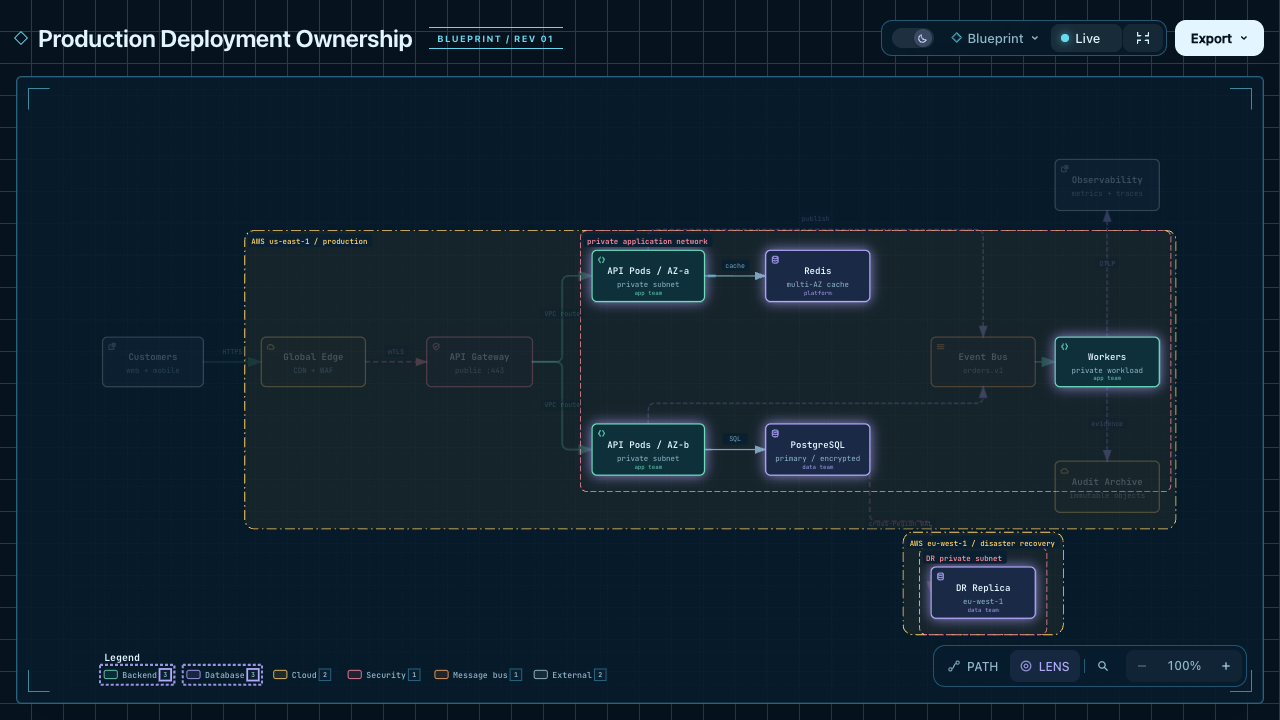 Production Deployment Ownership
BLUEPRINT / REV 01
Blueprint
Live
Export
Observability
metrics + traces
publish
AWS us-east-1 / production
private application network
API Pods / AZ-a
private subnet
app team
cache
Redis
multi-AZ cache
platform
OTLP
VPC route
Customers
web + mobile
HTTPS
Global Edge
CDN + WAF
mTLS
API Gateway
public :443
Event Bus
orders.v1
Workers
private workload
app team
VPC route
API Pods / AZ-b
private subnet
app team
SQL
PostgreSQL
primary / encrypted
data team
evidence
Audit Archive
immutable objects
AWS eu-west-1 / disaster recovery
DR private subnet
DR Replica
eu-west-1
data team
Legend
Backend 3
Database 3
Cloud 2
Security 1
Message bus 1
External 2
PATH
LENS
100%